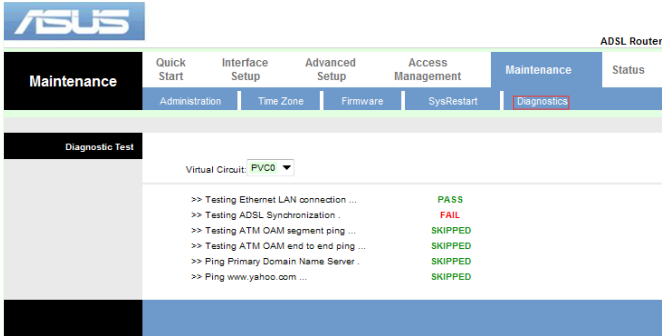 ASUS
ADSL Router
Maintenance
Quick Start
Interface Setup
Advanced Setup
Access Management
Maintenance
Status
Administration
Time Zone
Firmware
SysRestart
Diagnostics
Diagnostic Test
Virtual Circuit: PVC0
>> Testing Ethernet LAN connection ... PASS
>> Testing ADSL Synchronization . FAIL
>> Testing ATM OAM segment ping ... SKIPPED
>> Testing ATM OAM end to end ping ... SKIPPED
>> Ping Primary Domain Name Server . SKIPPED
>> Ping www.yahoo.com ... SKIPPED